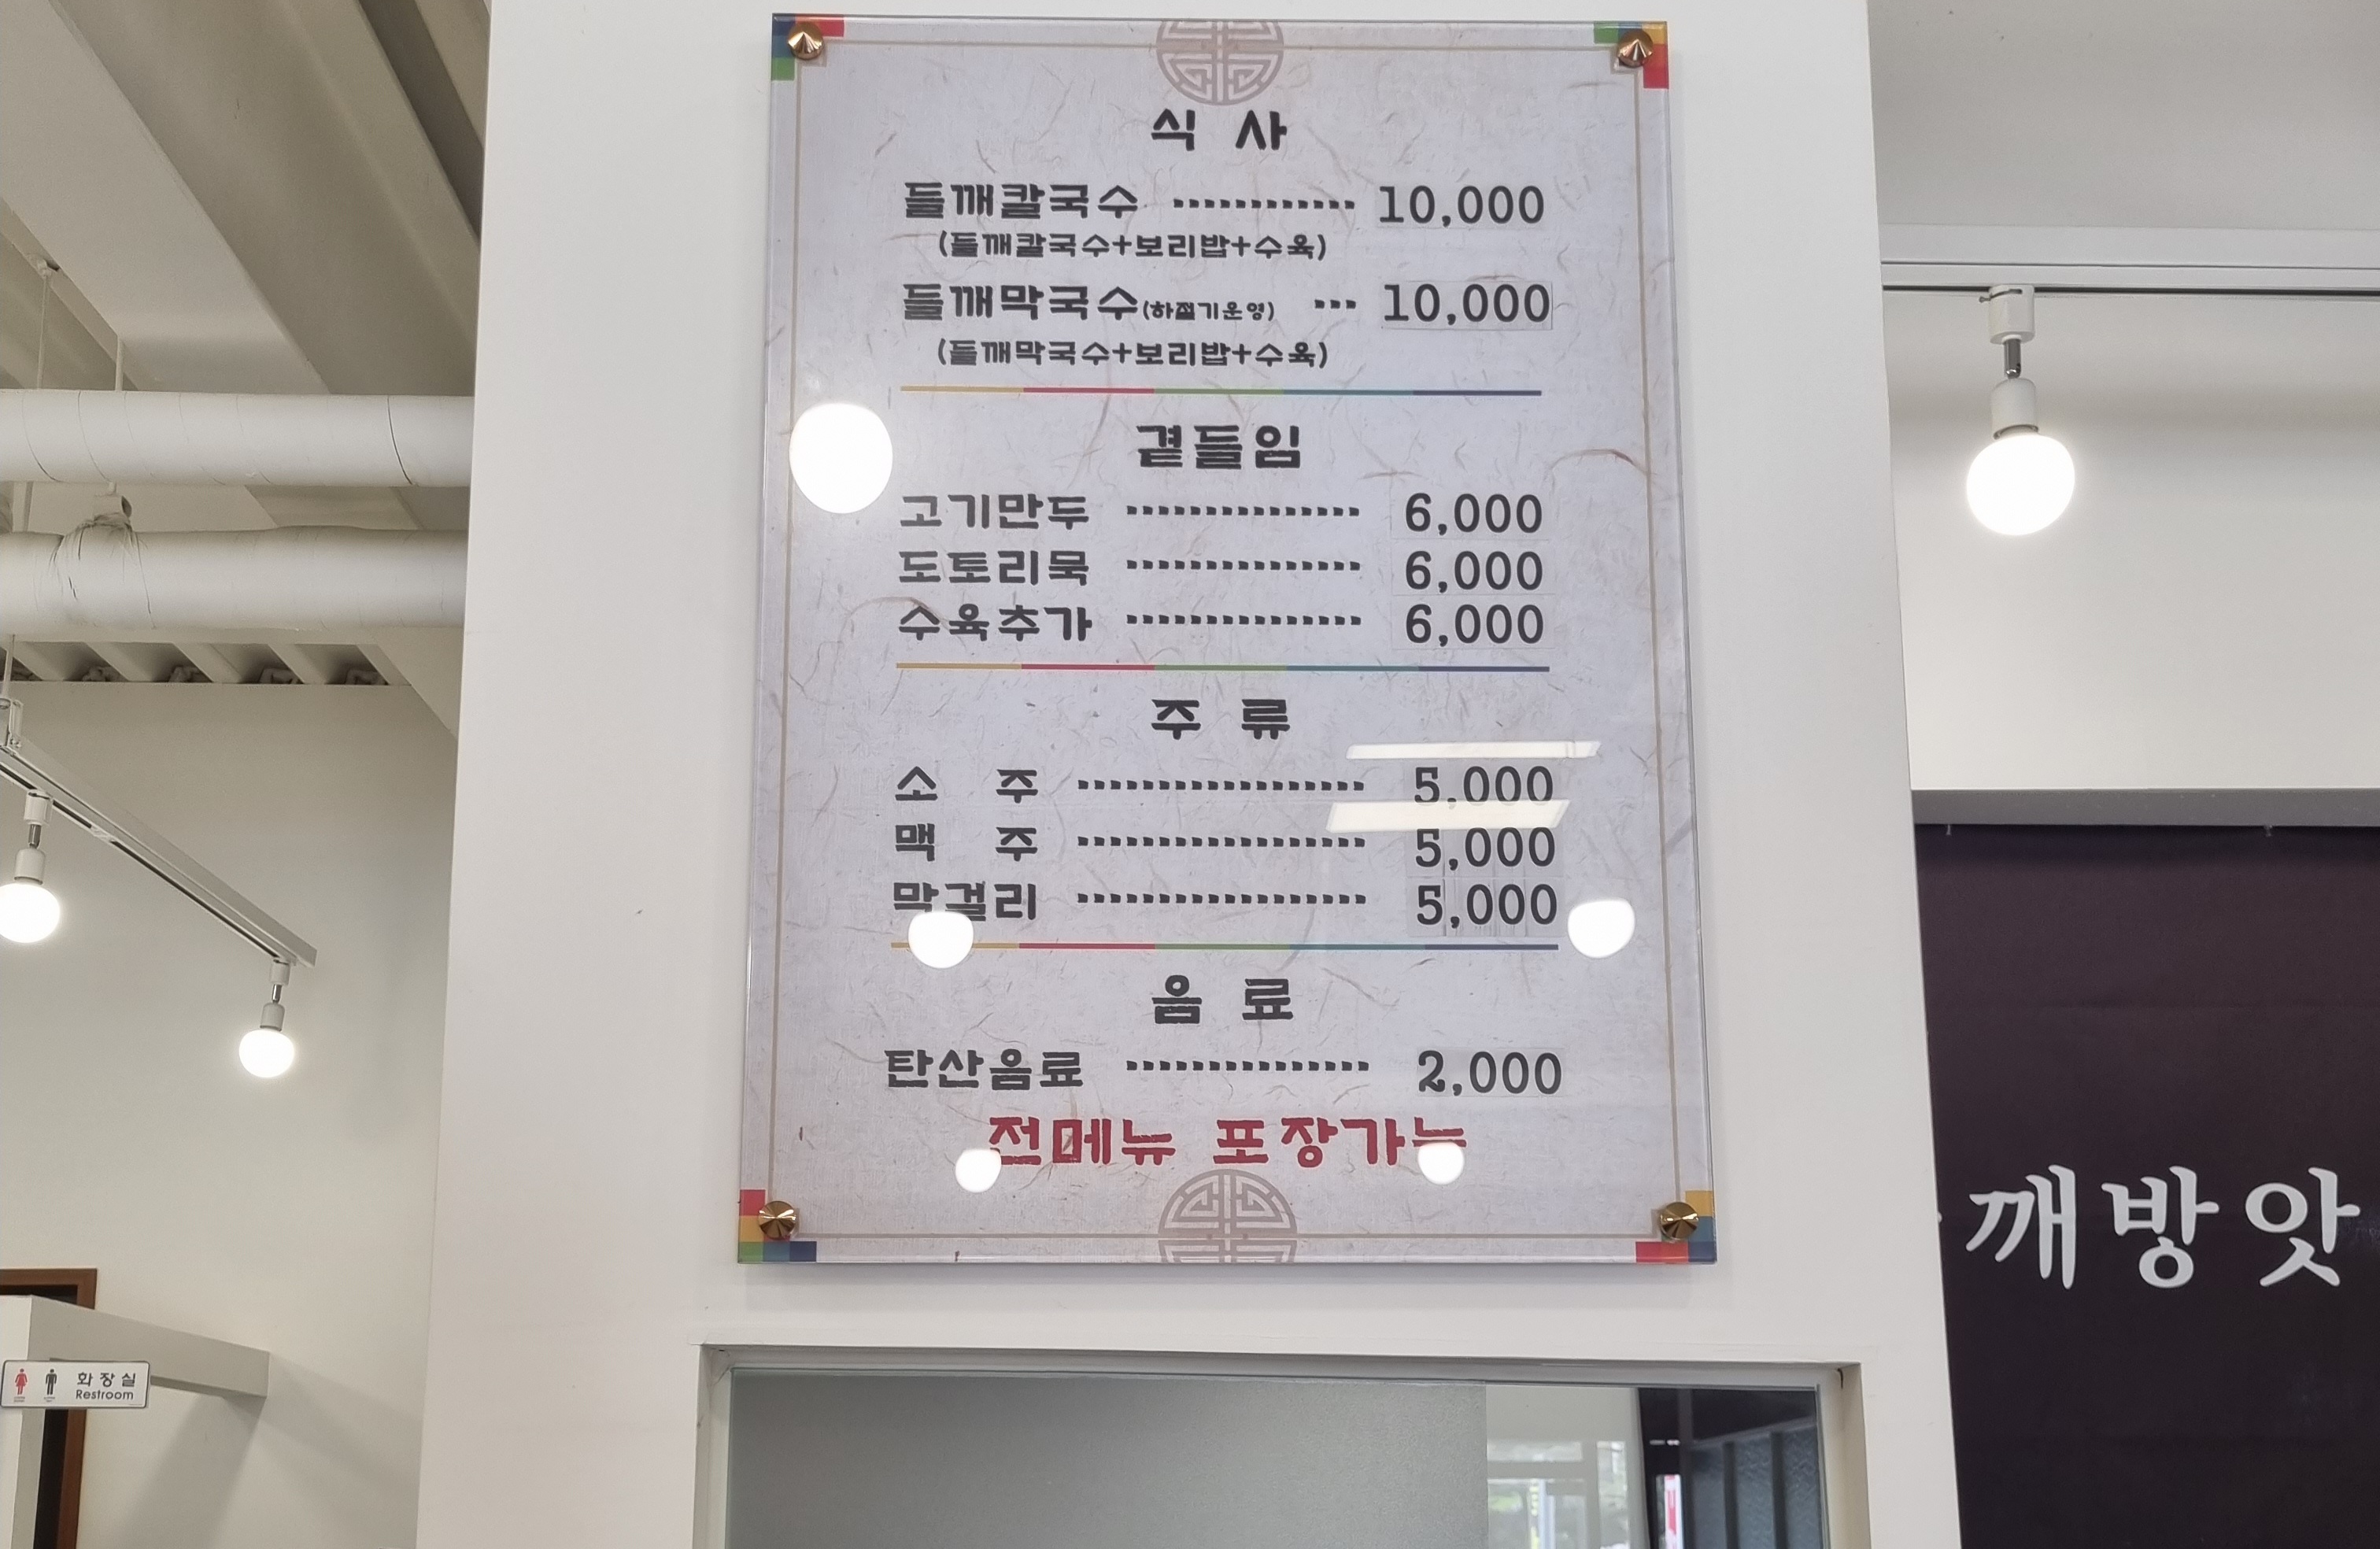 식 사
들깨칼국수 ············ 10,000
(들깨칼국수+보리밥+수육)
들깨막국수(하절기운영) ··· 10,000
(들깨막국수+보리밥+수육)
곁들임
고기만두 ··············· 6,000
도토리묵 ··············· 6,000
수육추가 ··············· 6,000
주 류
소 주 ·················· 5,000
맥 주 ·················· 5,000
막걸리 ·················· 5,000
음 료
탄산음료 ··············· 2,000
전메뉴 포장가능
깨방앗
화장실
Restroom